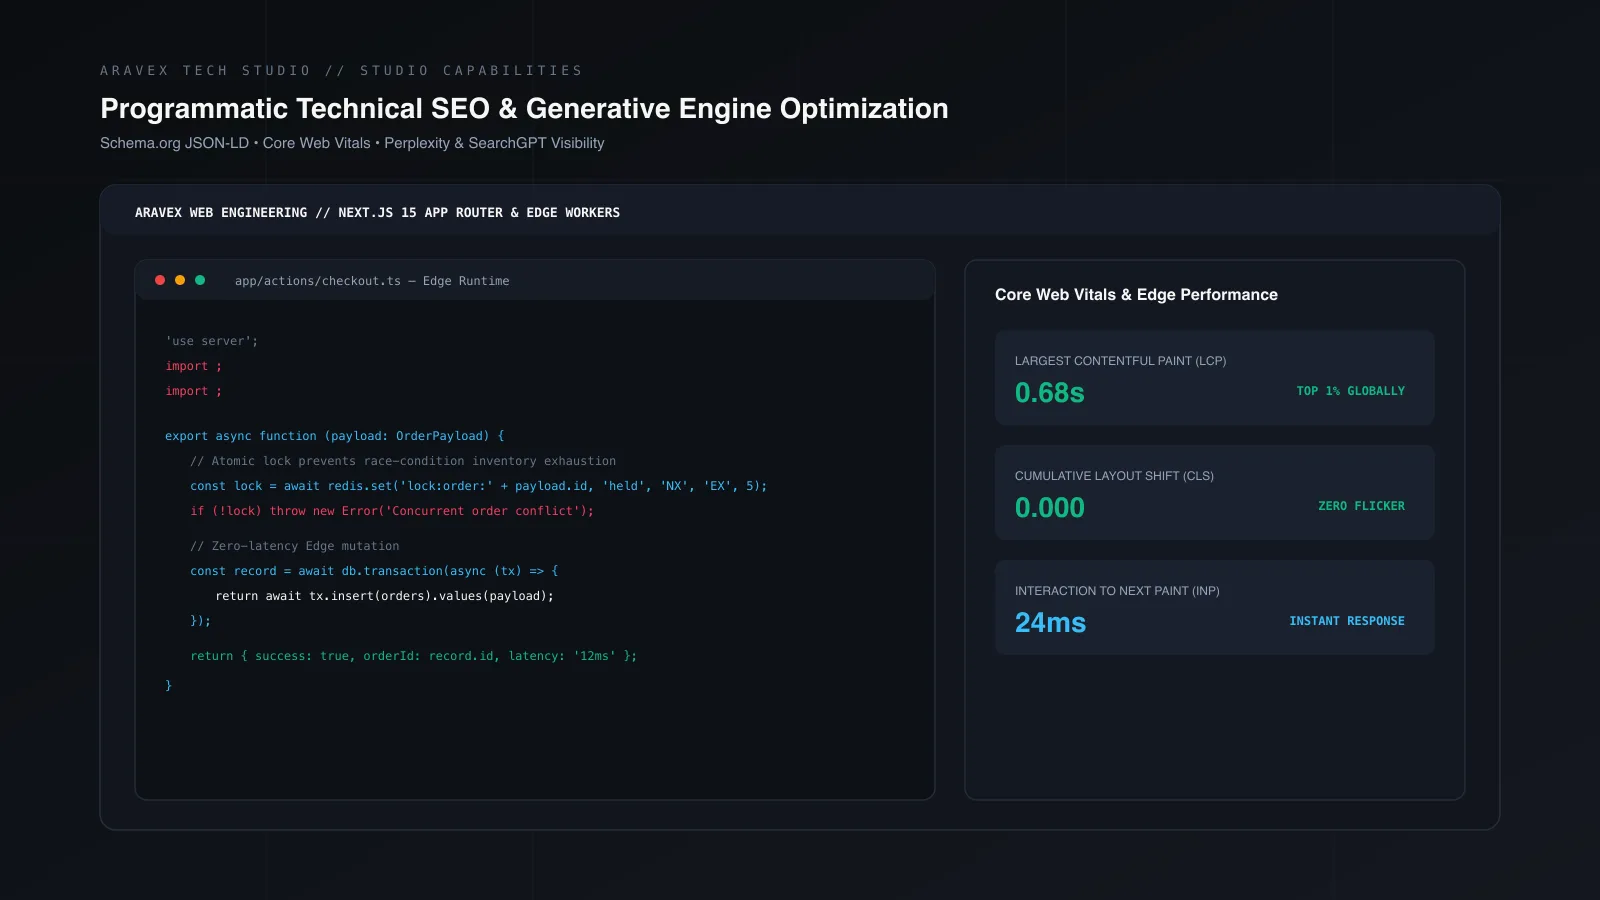 ARAVEX TECH STUDIO // STUDIO CAPABILITIES
Programmatic Technical SEO & Generative Engine Optimization
Schema.org JSON-LD • Core Web Vitals • Perplexity & SearchGPT Visibility
ARAVEX WEB ENGINEERING // NEXT.JS 15 APP ROUTER & EDGE WORKERS
app/actions/checkout.ts — Edge Runtime
'use server';
import ;
import ;
export async function (payload: OrderPayload) {
// Atomic lock prevents race-condition inventory exhaustion
const lock = await redis.set('lock:order:' + payload.id, 'held', 'NX', 'EX', 5);
if (!lock) throw new Error('Concurrent order conflict');
// Zero-latency Edge mutation
const record = await db.transaction(async (tx) => {
return await tx.insert(orders).values(payload);
});
return { success: true, orderId: record.id, latency: '12ms' };
}
Core Web Vitals & Edge Performance
LARGEST CONTENTFUL PAINT (LCP)
0.68s TOP 1% GLOBALLY
CUMULATIVE LAYOUT SHIFT (CLS)
0.000 ZERO FLICKER
INTERACTION TO NEXT PAINT (INP)
24ms INSTANT RESPONSE